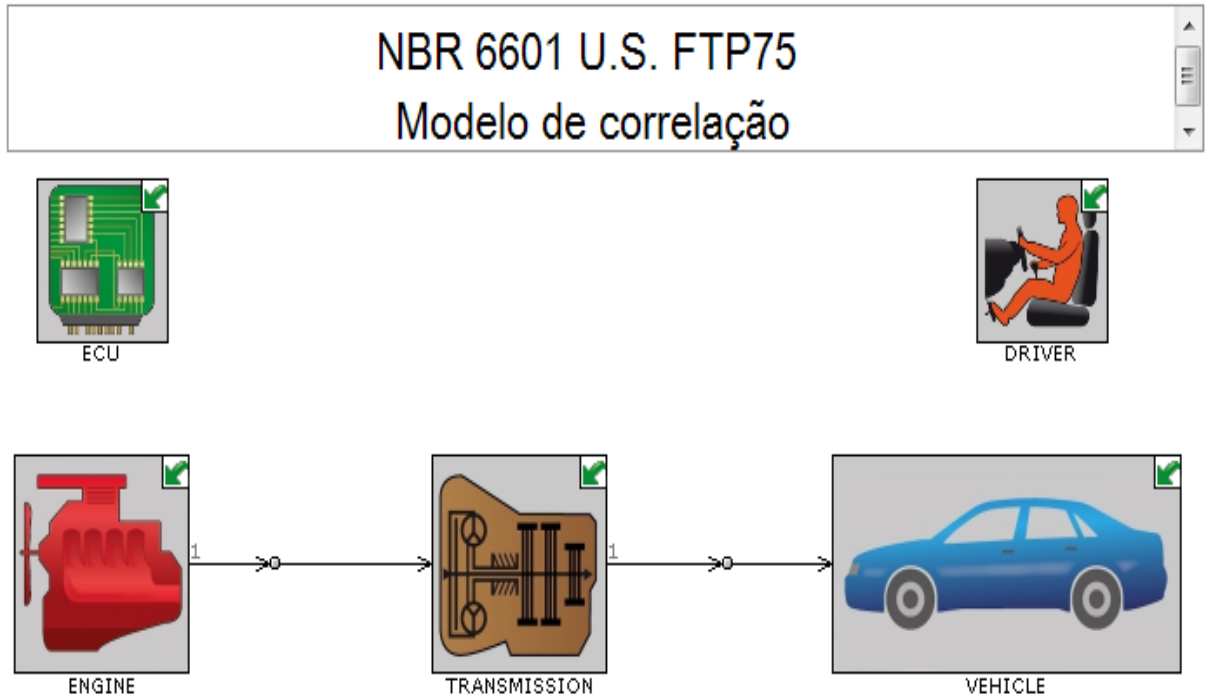 NBR 6601 U.S. FTP75
Modelo de correlação
ECU
DRIVER
1
1
ENGINE
TRANSMISSION
VEHICLE